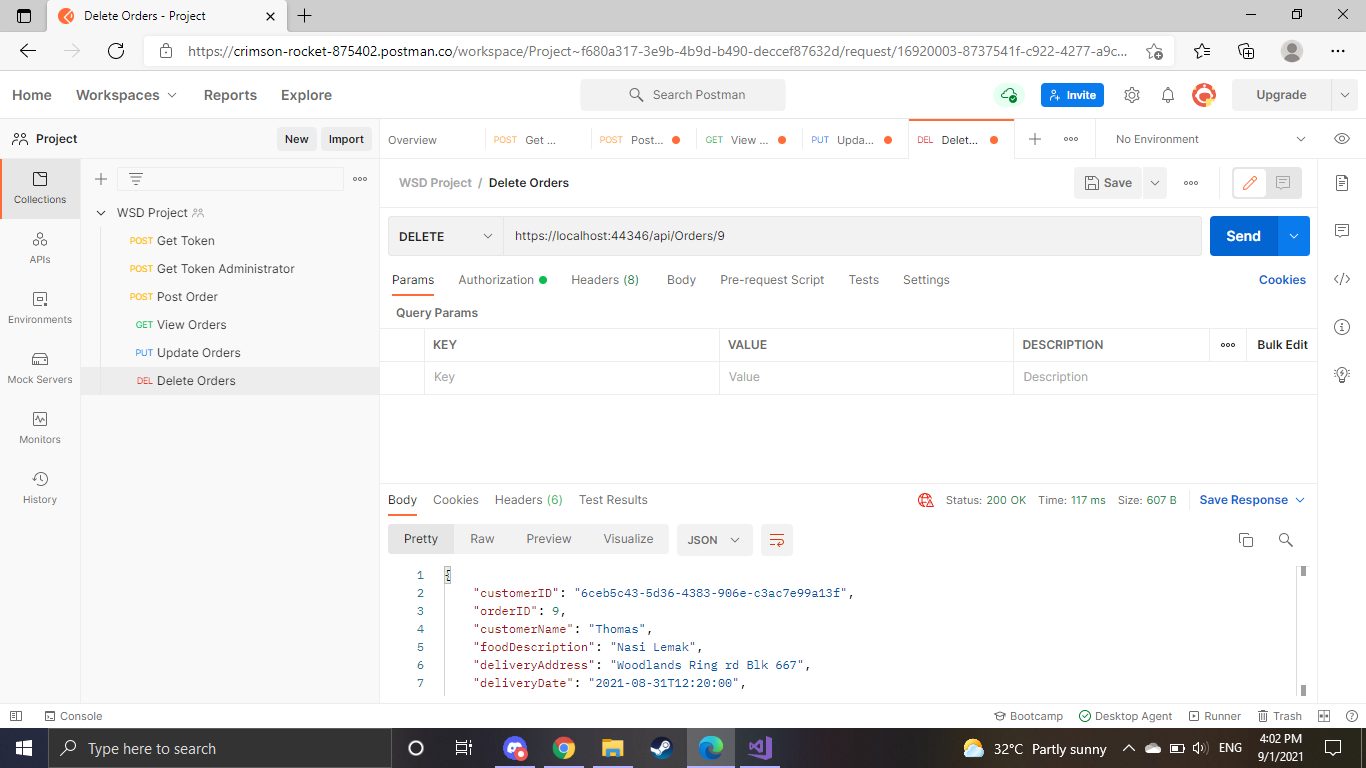 Delete Orders - Project
https://crimson-rocket-875402.postman.co/workspace/Project~f680a317-3e9b-4b9d-b490-deccef87632d/request/16920003-8737541f-c922-4277-a9c...
Home Workspaces Reports Explore Search Postman Invite Upgrade
Project New Import
Overview POST Get ... POST Post... GET View ... PUT Upda... DEL Delet... No Environment
Collections
APIs
Environments
Mock Servers
Monitors
History
WSD Project
POST Get Token
POST Get Token Administrator
POST Post Order
GET View Orders
PUT Update Orders
DEL Delete Orders
WSD Project / Delete Orders Save
DELETE https://localhost:44346/api/Orders/9 Send
Params Authorization Headers (8) Body Pre-request Script Tests Settings Cookies
Query Params
KEY VALUE DESCRIPTION Bulk Edit
Key Value Description
Body Cookies Headers (6) Test Results Status: 200 OK Time: 117 ms Size: 607 B Save Response
Pretty Raw Preview Visualize JSON
1 {
2 "customerID": "6ceb5c43-5d36-4383-906e-c3ac7e99a13f",
3 "orderID": 9,
4 "customerName": "Thomas",
5 "foodDescription": "Nasi Lemak",
6 "deliveryAddress": "Woodlands Ring rd Blk 667",
7 "deliveryDate": "2021-08-31T12:20:00",
Console Bootcamp Desktop Agent Runner Trash
Type here to search 32°C Partly sunny ENG 4:02 PM
9/1/2021